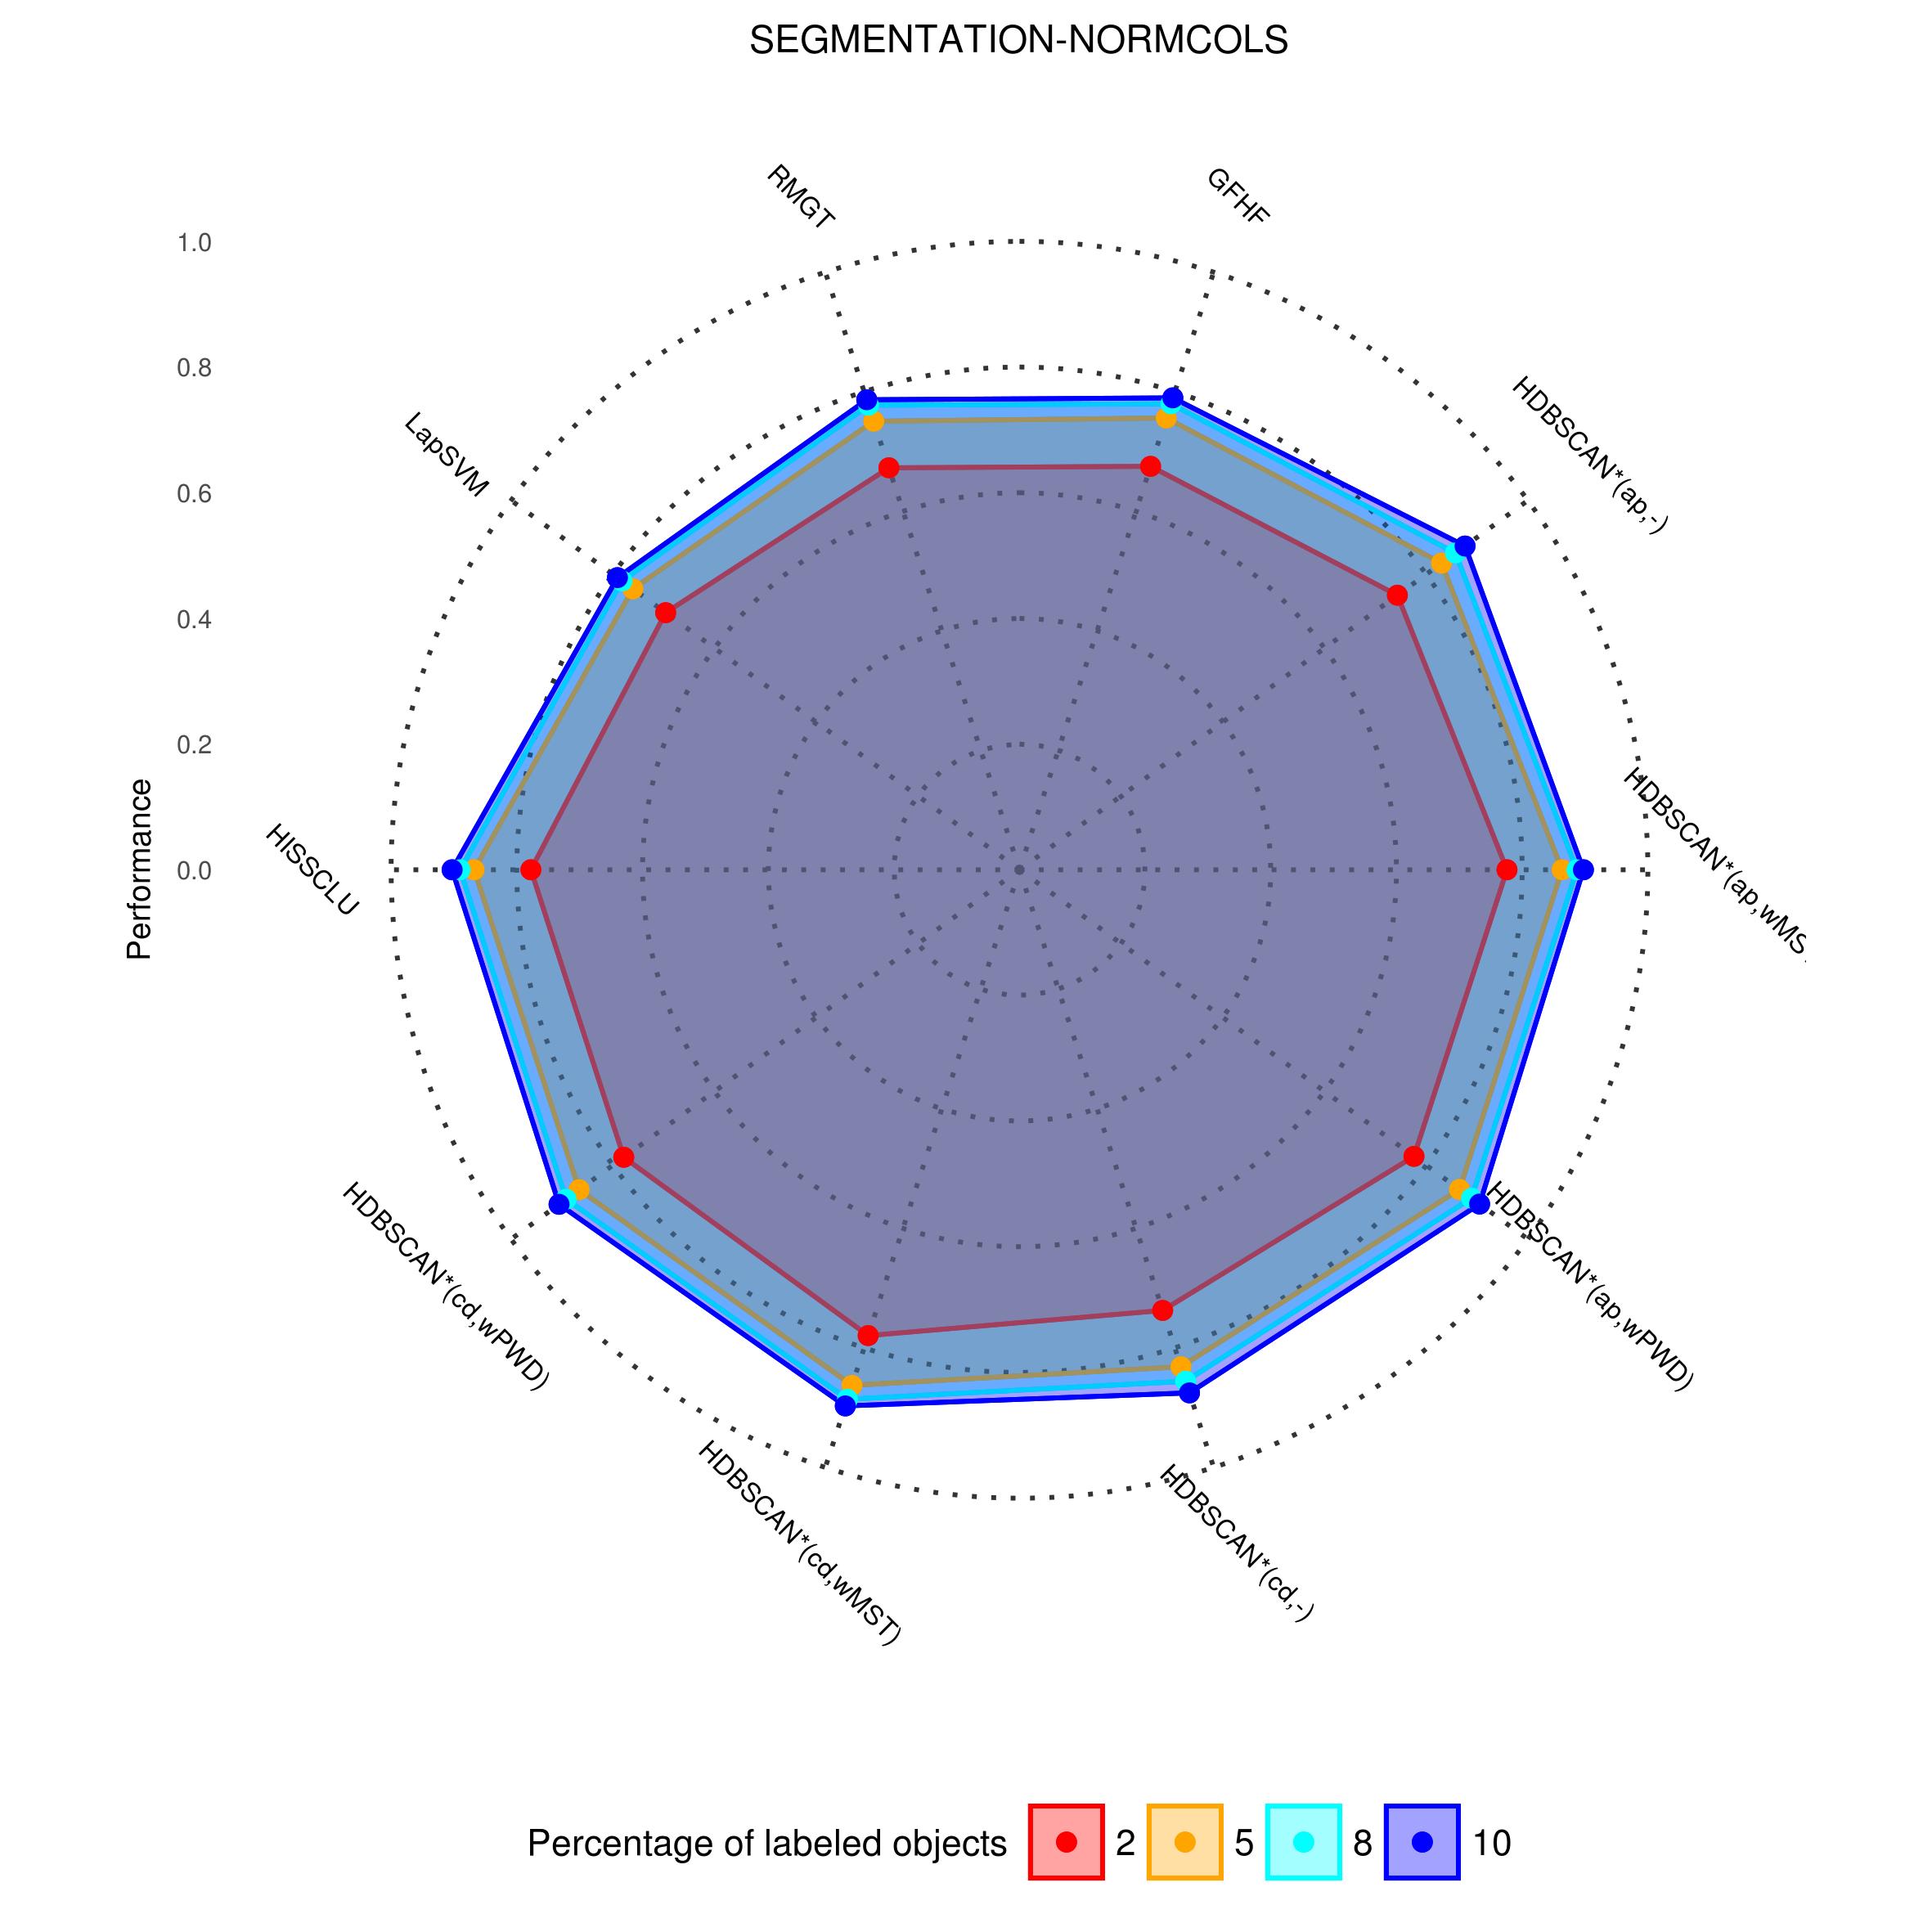 SEGMENTATION-NORMCOLS
RMGT
GFHF
1.0
HDBSCAN*(ap,-)
0.8
LapSVM
0.6
0.4
0.2
HDBSCAN*(ap,wMS
Performance
0.0
HISSCLU
HDBSCAN*(cd,wPWD)
HDBSCAN*(ap,wPWD)
HDBSCAN*(cd,wMST)
HDBSCAN*(cd,-)
Percentage of labeled objects 2 5 8 10